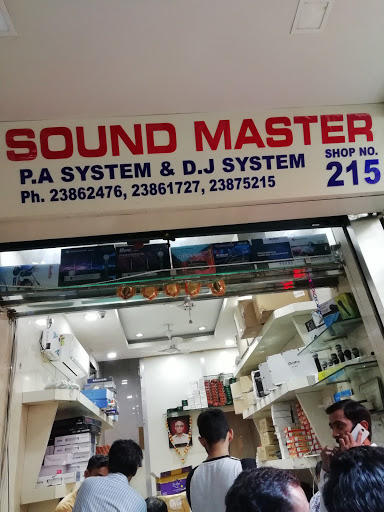 SOUND MASTER
P.A SYSTEM & D.J SYSTEM
Ph. 23862476, 23861727, 23875215
SHOP NO.
215